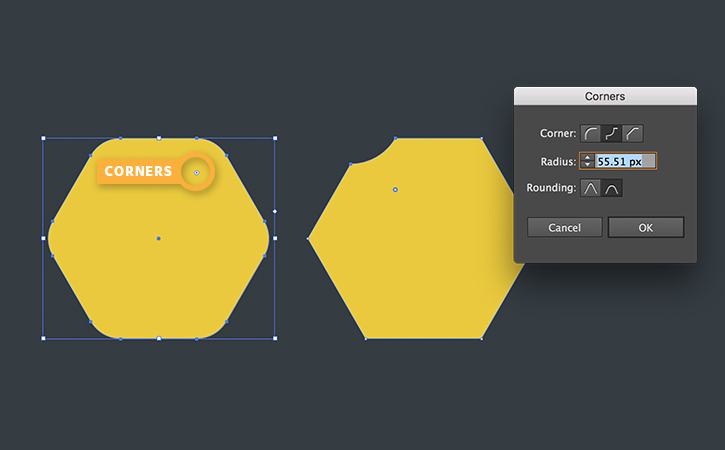 CORNERS
Corners
Corner:
Radius: 55.51 px
Rounding:
Cancel OK